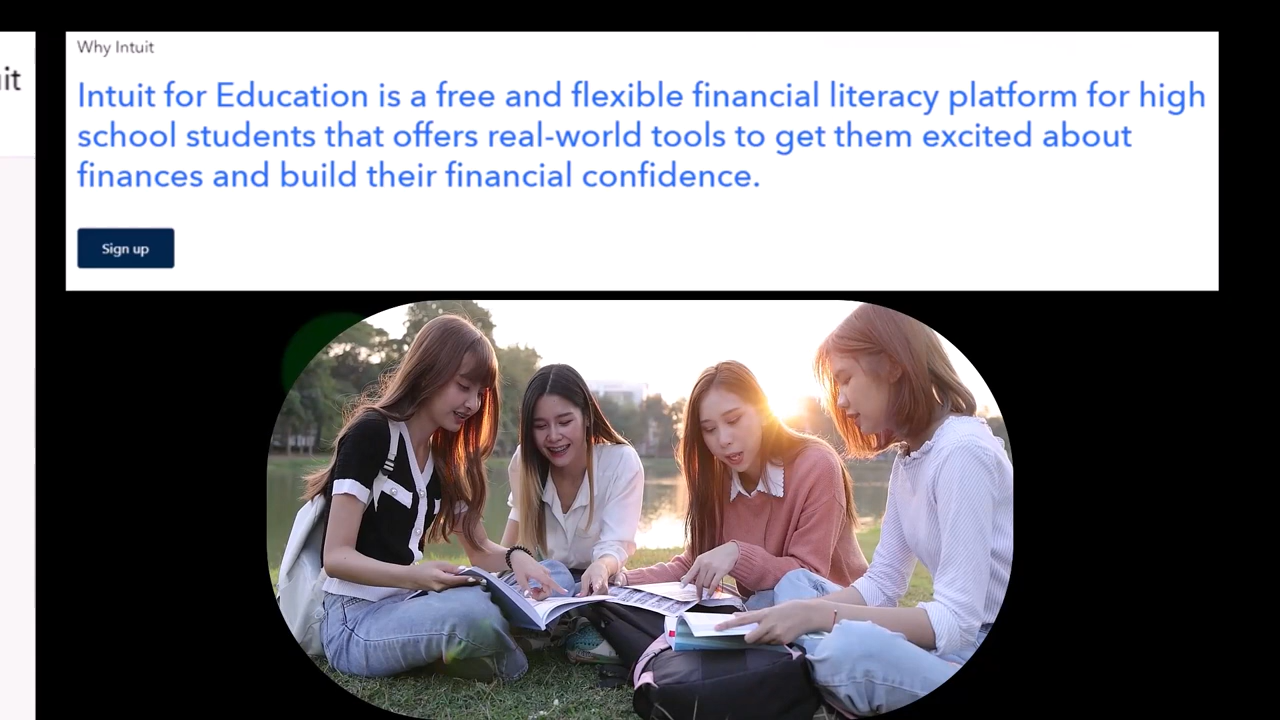 Why Intuit
Intuit for Education is a free and flexible financial literacy platform for high
school students that offers real-world tools to get them excited about
finances and build their financial confidence.
Sign up